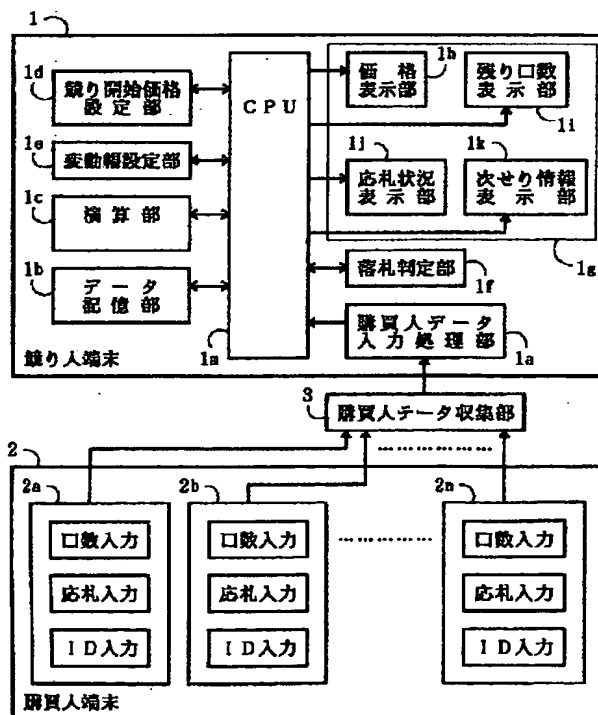 1
1d
競り開始価格
設定部
1e
変動幅設定部
1c
演算部
1b
データ
記憶部
CPU
1a
価格
表示部
1h
残り口数
表示部
1i
1j
応札状況
表示部
1k
次せり情報
表示部
1g
落札判定部
1f
購買人データ
入力処理部
1a
競り人端末
3
購買人データ収集部
2
2a
口数入力
応札入力
ID入力
2b
口数入力
応札入力
ID入力
2n
口数入力
応札入力
ID入力
購買人端末